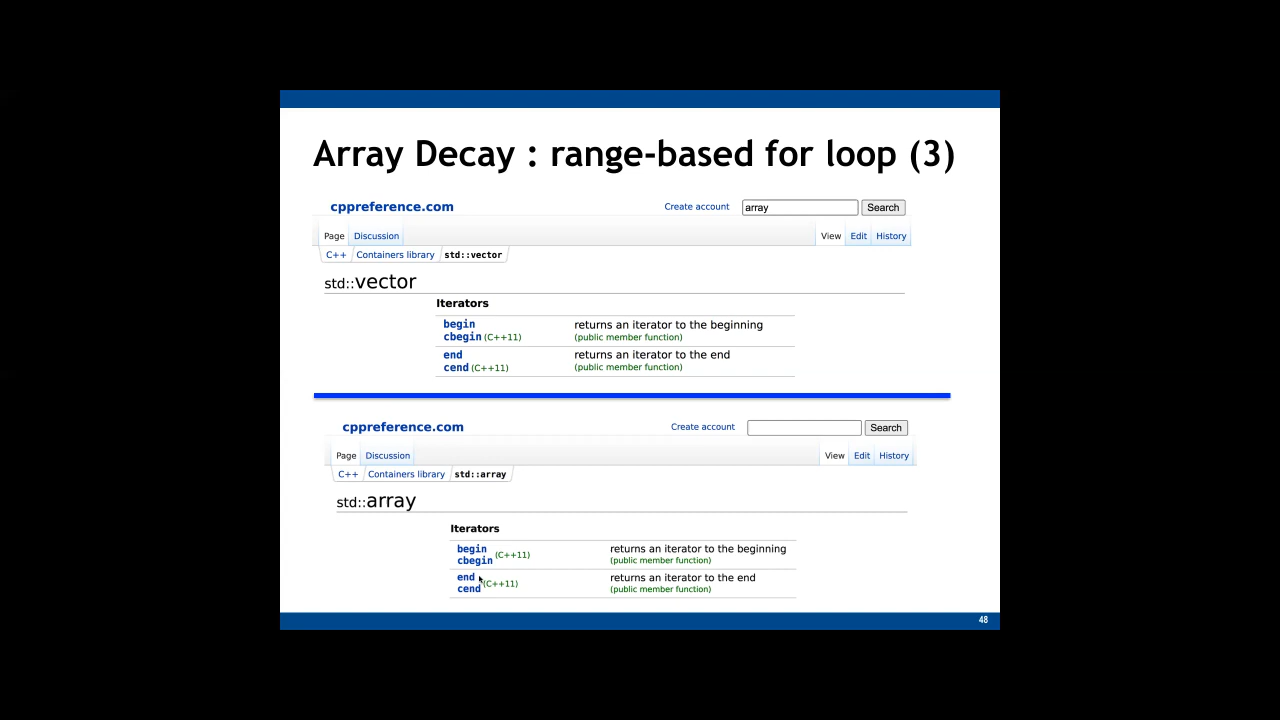 Array Decay : range-based for loop (3)
cppreference.com Create account array Search
Page Discussion View Edit History
C++ Containers library std::vector
std::vector
Iterators
begin returns an iterator to the beginning
cbegin (C++11) (public member function)
end returns an iterator to the end
cend (C++11) (public member function)
cppreference.com Create account Search
Page Discussion View Edit History
C++ Containers library std::array
std::array
Iterators
begin returns an iterator to the beginning
cbegin (C++11) (public member function)
end returns an iterator to the end
cend (C++11) (public member function)
48